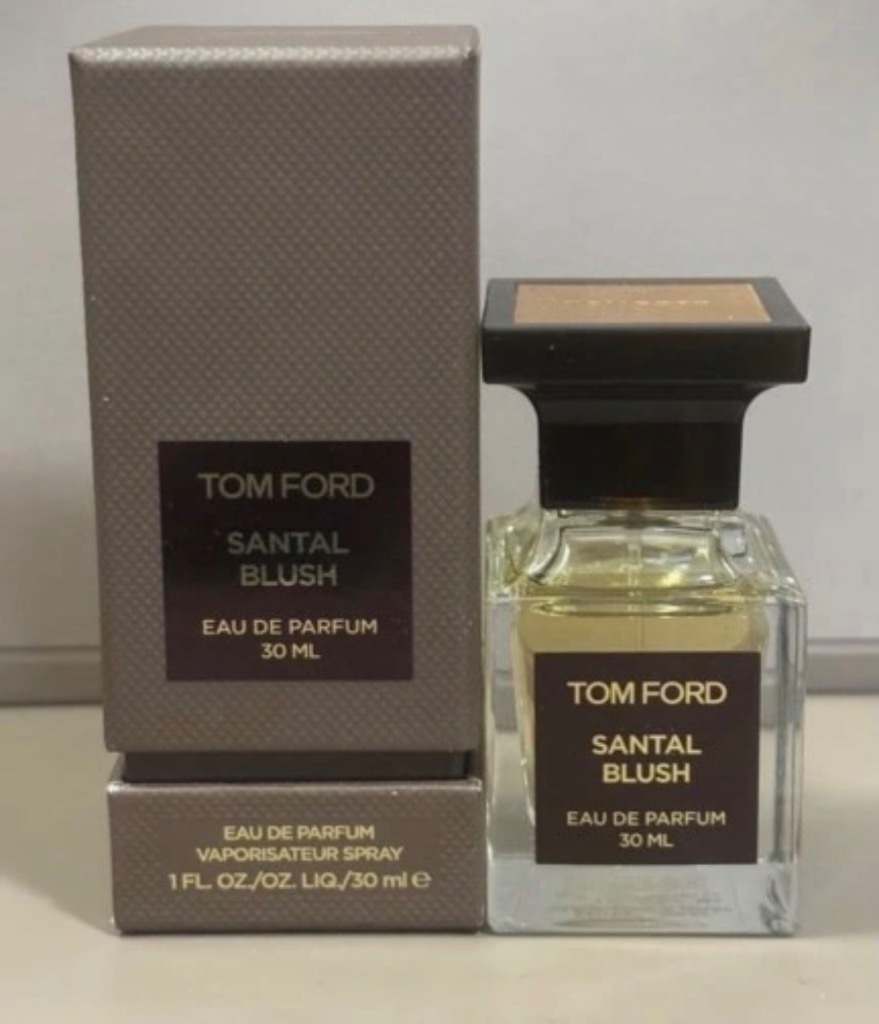 TOM FORD
SANTAL
BLUSH
EAU DE PARFUM
30 ML
EAU DE PARFUM
VAPORISATEUR SPRAY
1 FL. OZ./OZ. LIQ./30 ml e
TOM FORD
SANTAL
BLUSH
EAU DE PARFUM
30 ML